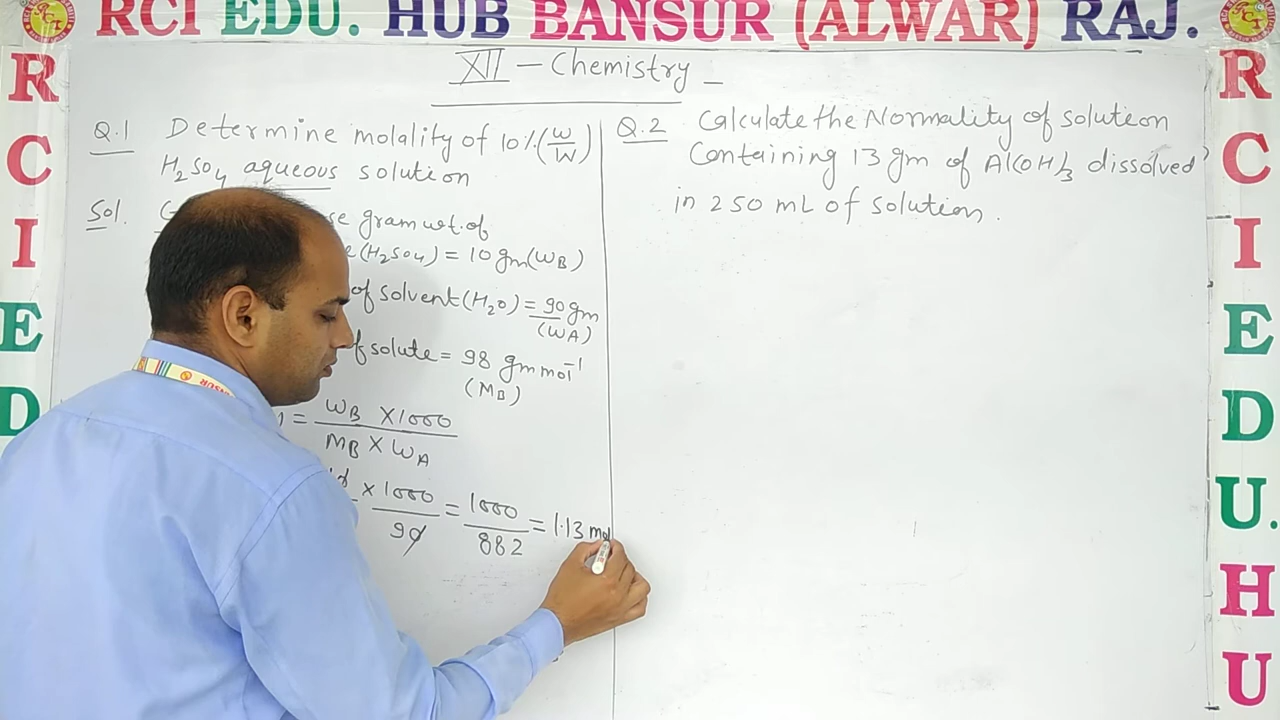 RCI EDU. HUB BANSUR (ALWAR) RAJ.
R
C
I
E
D
R
C
I
E
D
U.
H
U
XII - Chemistry
Q.1 Determine molality of 10%(w/W)
H₂SO₄ aqueous solution
Sol. gram wt. of
(H₂SO₄) = 10 gm (WB)
of solvent (H₂O) = 90 gm
(WA)
of solute = 98 gm mol⁻¹
(MB)
= WB × 1000 / MB × WA
10 × 1000 / 90 = 1000 / 882 = 1.13 mol
Q.2 Calculate the Normality of solution
Containing 13 gm of Al(OH)₃ dissolved
in 250 mL of solution.